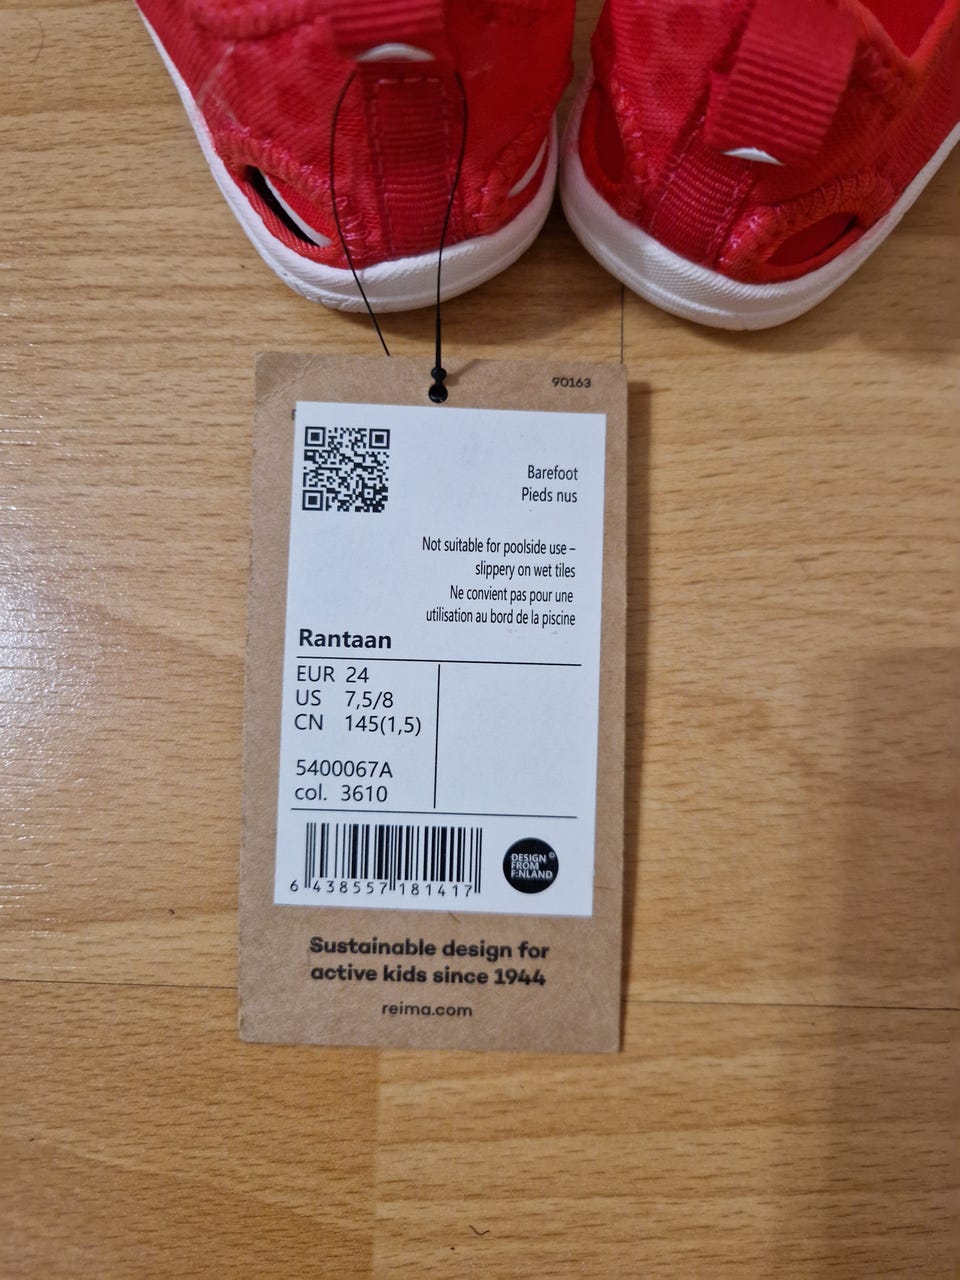 90163
Barefoot
Pieds nus
Not suitable for poolside use –
slippery on wet tiles
Ne convient pas pour une
utilisation au bord de la piscine
Rantaan
EUR 24
US 7,5/8
CN 145(1,5)
5400067A
col. 3610
6 438557 181417
DESIGN
FROM
F:NLAND
Sustainable design for
active kids since 1944
reima.com